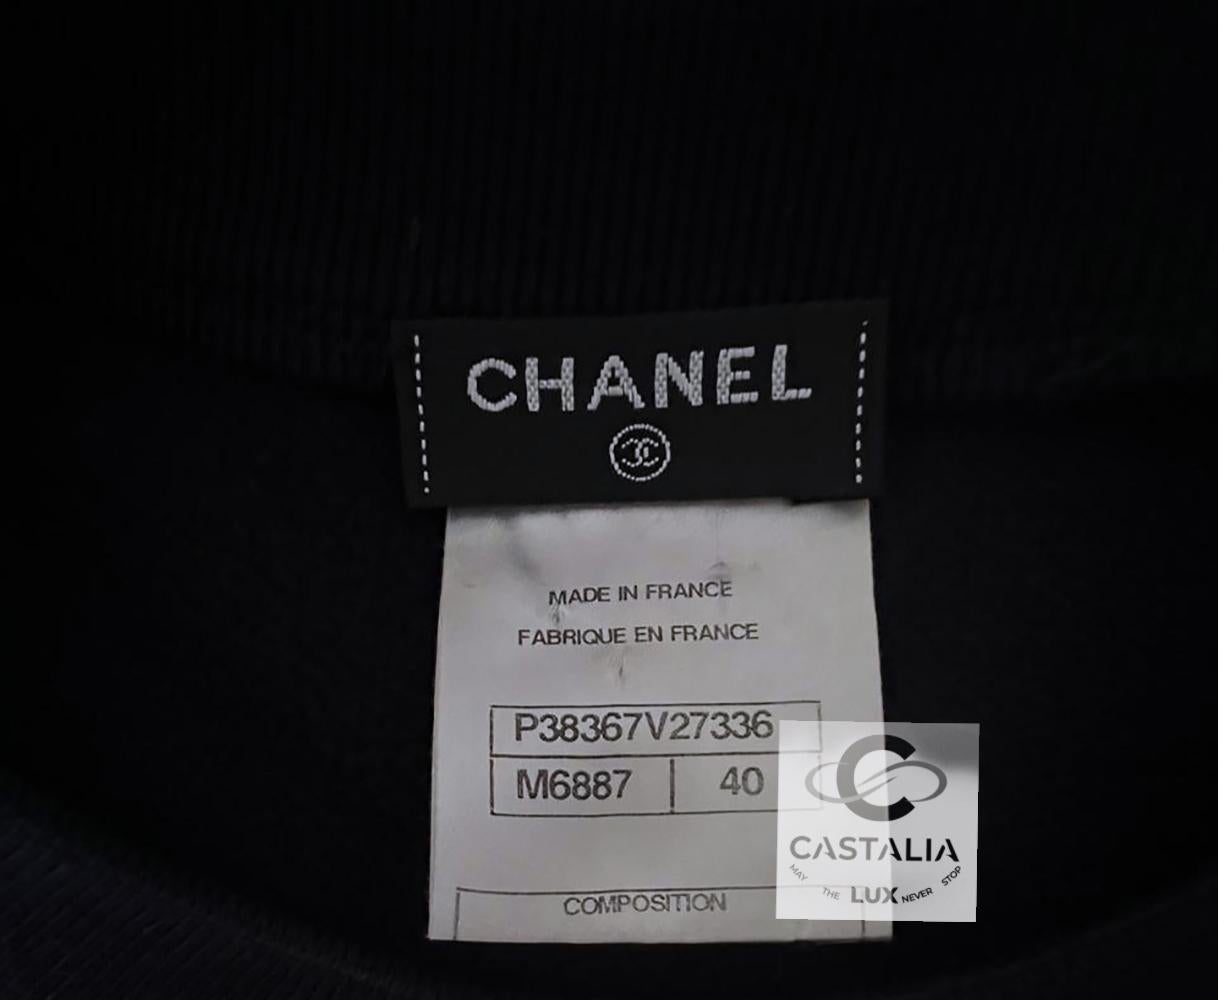 CHANEL
MADE IN FRANCE
FABRIQUE EN FRANCE
P38367V27336
M6887 40
COMPOSITION
CASTALIA
MAY THE LUX NEVER STOP